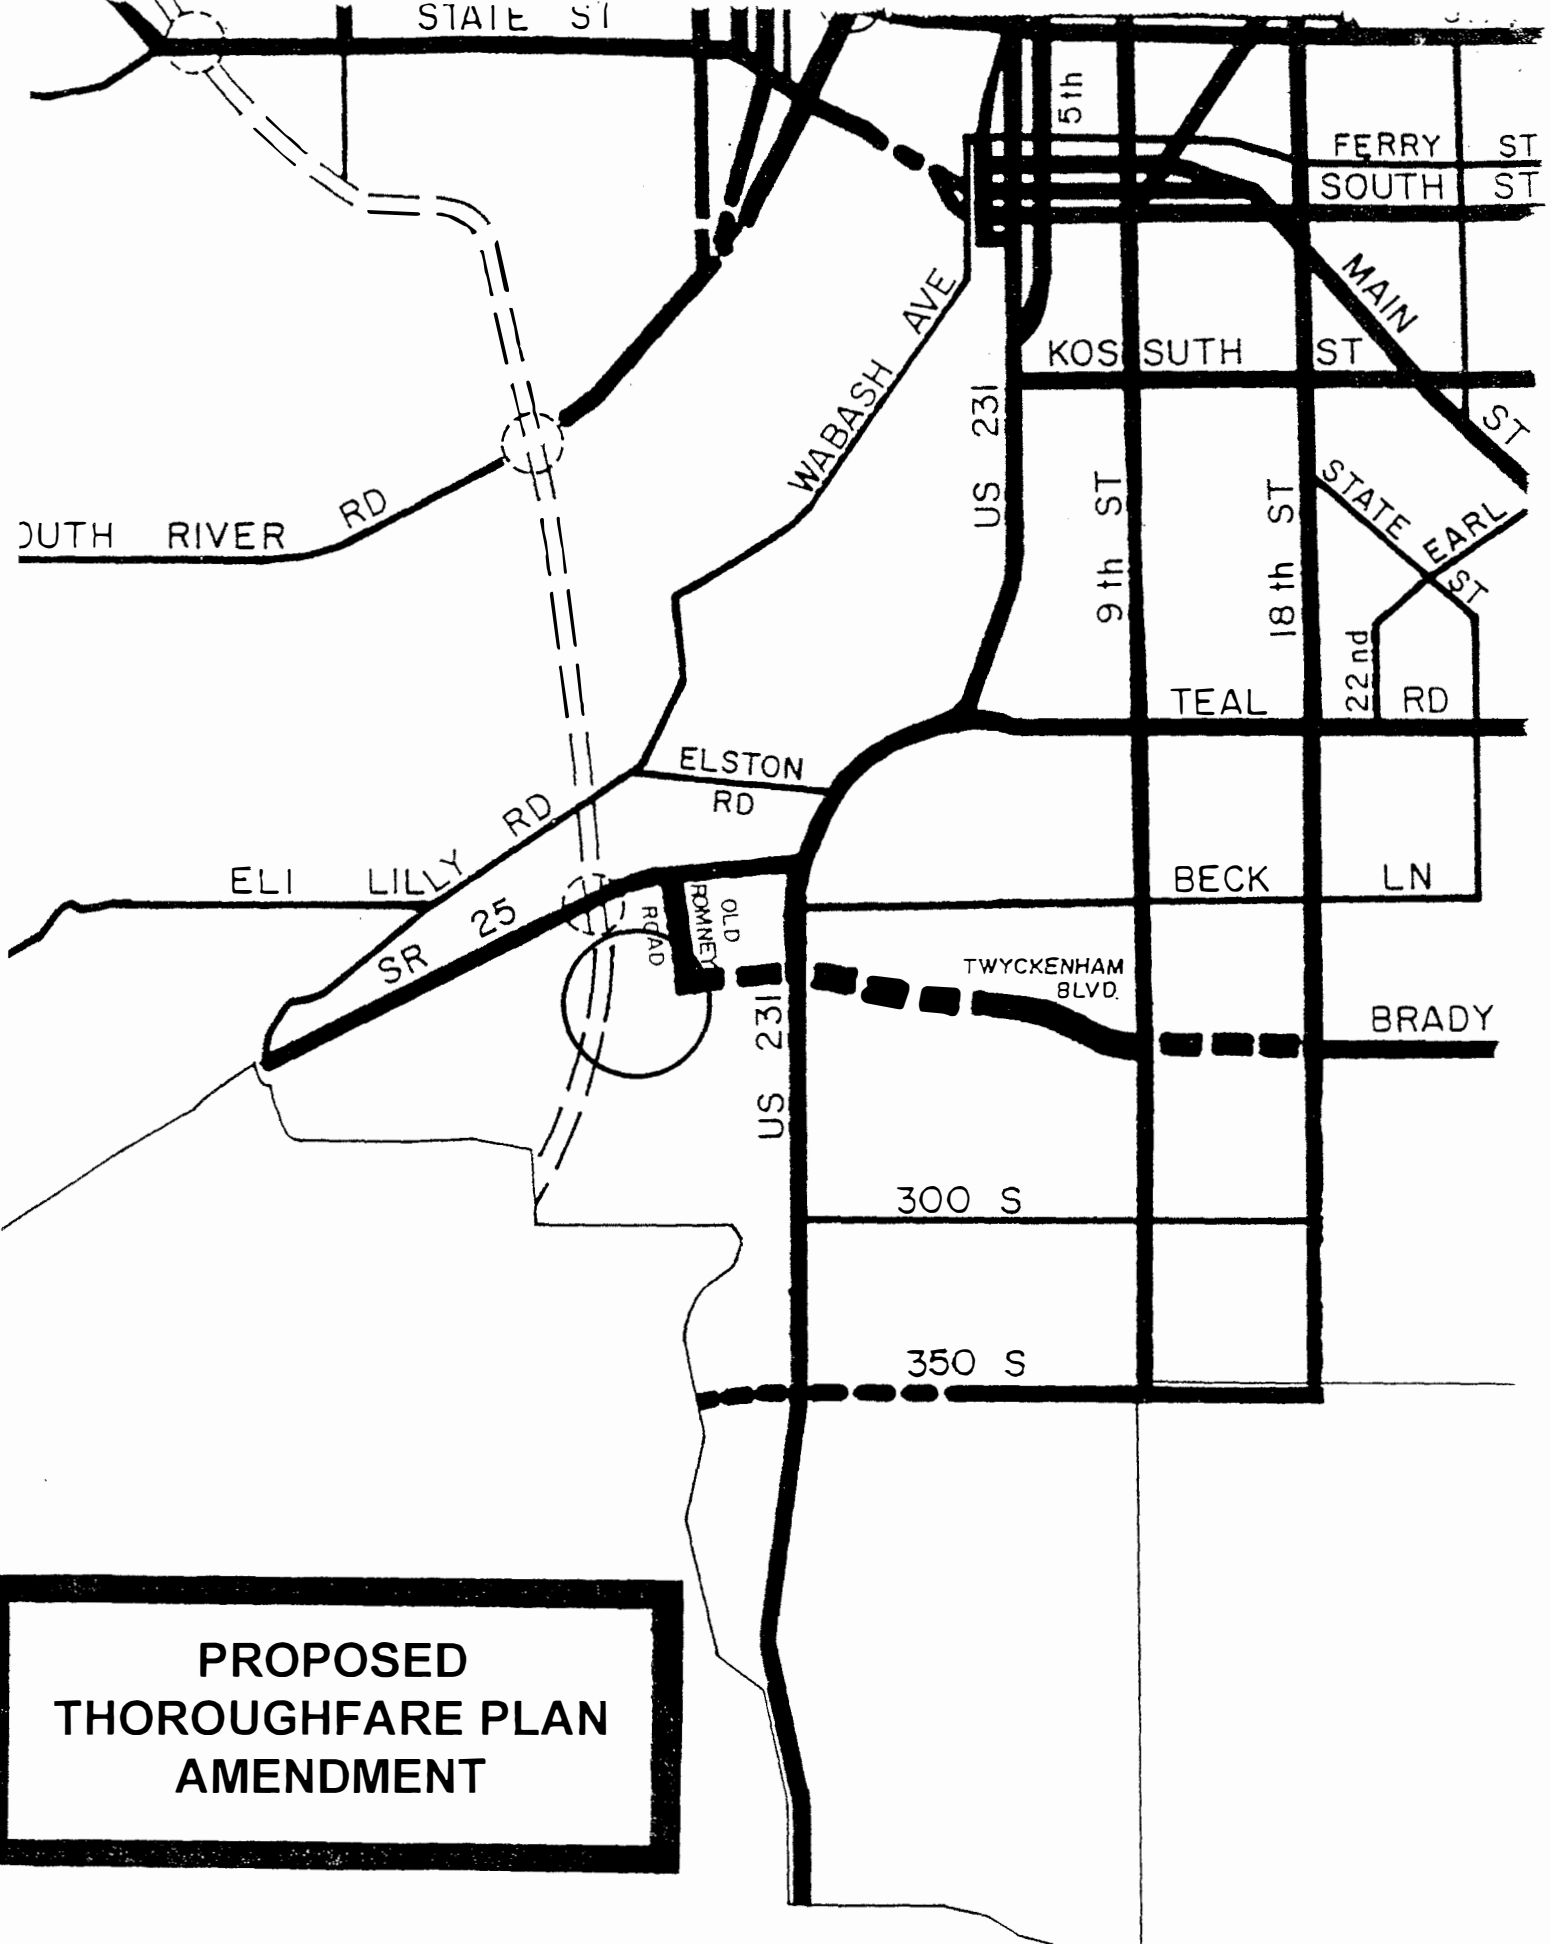 STATE ST
5th
FERRY ST
SOUTH ST
MAIN ST
WABASH AVE
KOSSUTH ST
US 231
9th ST
18th ST
STATE ST
EARL
OUTH RIVER RD
22nd
TEAL RD
ELSTON
RD
ELI LILLY RD
BECK LN
SR 25
OLD
ROMNEY
ROAD
TWYCKENHAM
BLVD.
BRADY
US 231
300 S
350 S
PROPOSED
THOROUGHFARE PLAN
AMENDMENT